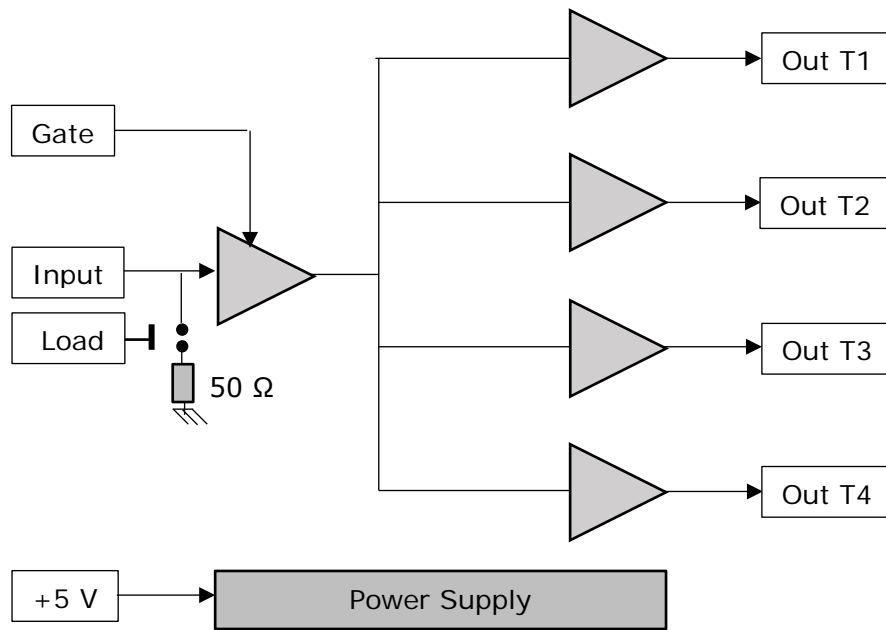 Out T1
Gate
Out T2
Input
Load
Out T3
50 Ω
Out T4
+5 V
Power Supply